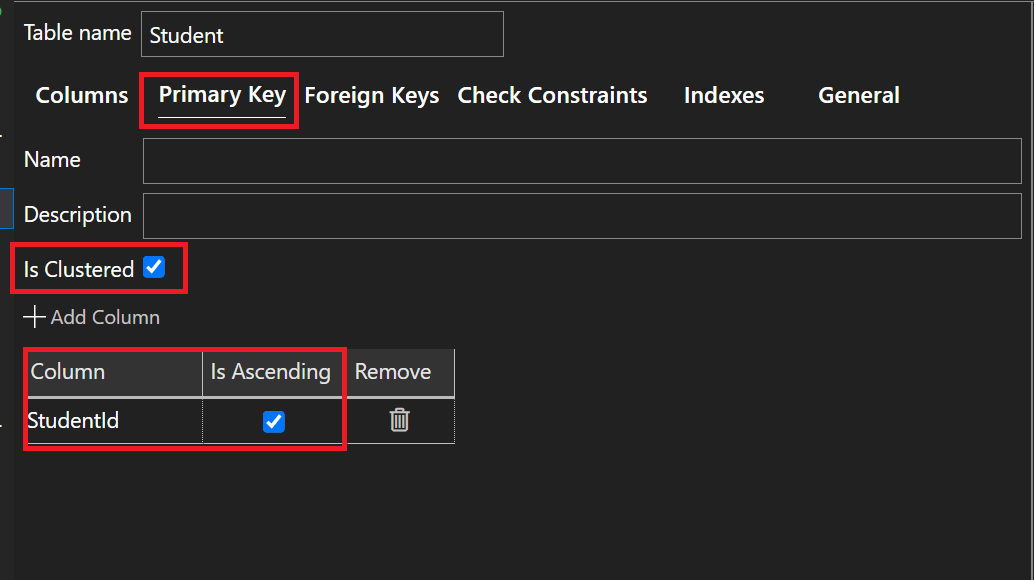 Table name Student
Columns Primary Key Foreign Keys Check Constraints Indexes General
Name
Description
Is Clustered
Add Column
Column Is Ascending Remove
StudentId